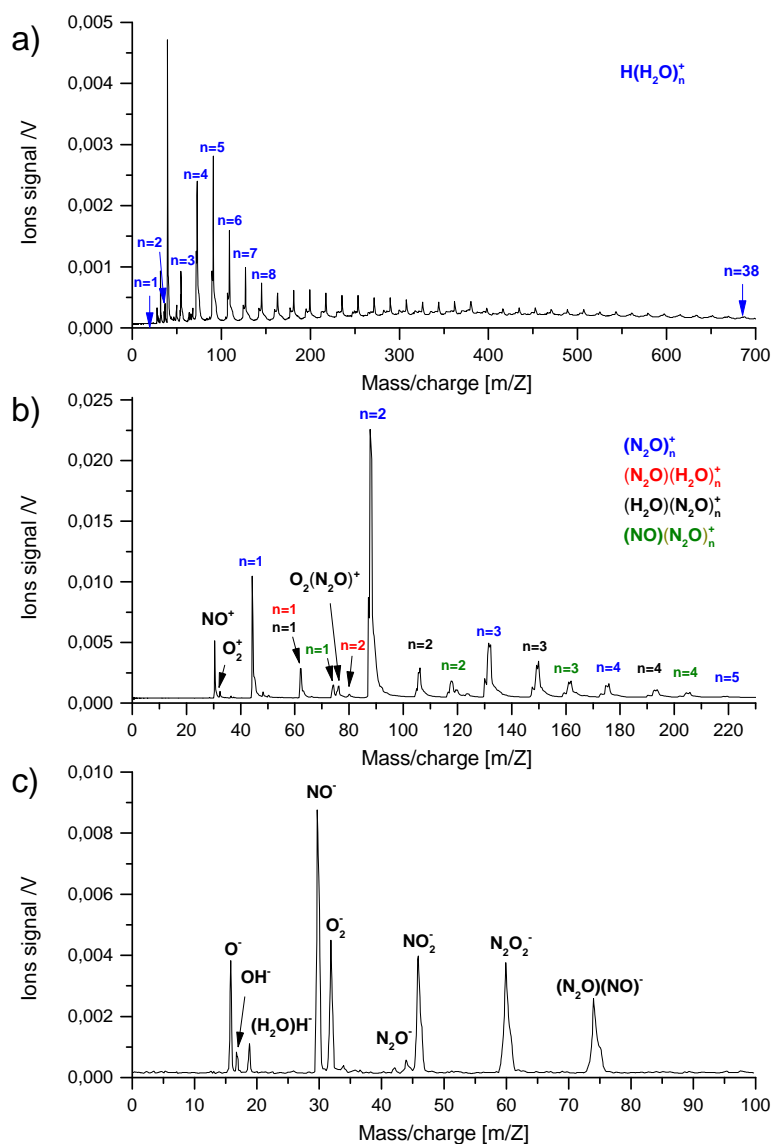 a)
Ions signal /V
0,005
0,004
0,003
0,002
0,001
0,000
H(H₂O)ₙ⁺
n=1
n=2
n=3
n=4
n=5
n=6
n=7
n=8
n=38
0 100 200 300 400 500 600 700
Mass/charge [m/Z]
b)
Ions signal /V
0,025
0,020
0,015
0,010
0,005
0,000
(N₂O)ₙ⁺
(N₂O)(H₂O)ₙ⁺
(H₂O)(N₂O)ₙ⁺
(NO)(N₂O)ₙ⁺
NO⁺
O₂⁺
n=1
n=1
n=1
n=1
O₂(N₂O)⁺
n=2
n=2
n=2
n=2
n=3
n=3
n=3
n=4
n=4
n=4
n=5
0 20 40 60 80 100 120 140 160 180 200 220
Mass/charge [m/Z]
c)
Ions signal /V
0,010
0,008
0,006
0,004
0,002
0,000
O⁻
OH⁻
(H₂O)H⁻
NO⁻
O₂⁻
N₂O⁻
NO₂⁻
N₂O₂⁻
(N₂O)(NO)⁻
0 10 20 30 40 50 60 70 80 90 100
Mass/charge [m/Z]